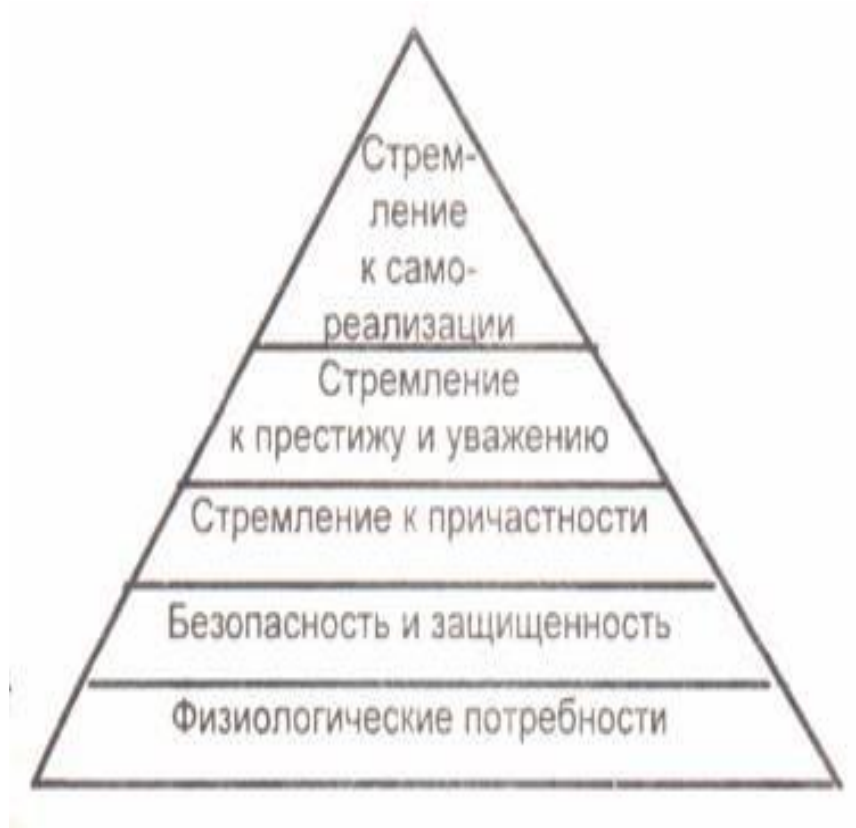 Стрем-
ление
к само-
реализации
Стремление
к престижу и уважению
Стремление к причастности
Безопасность и защищенность
Физиологические потребности